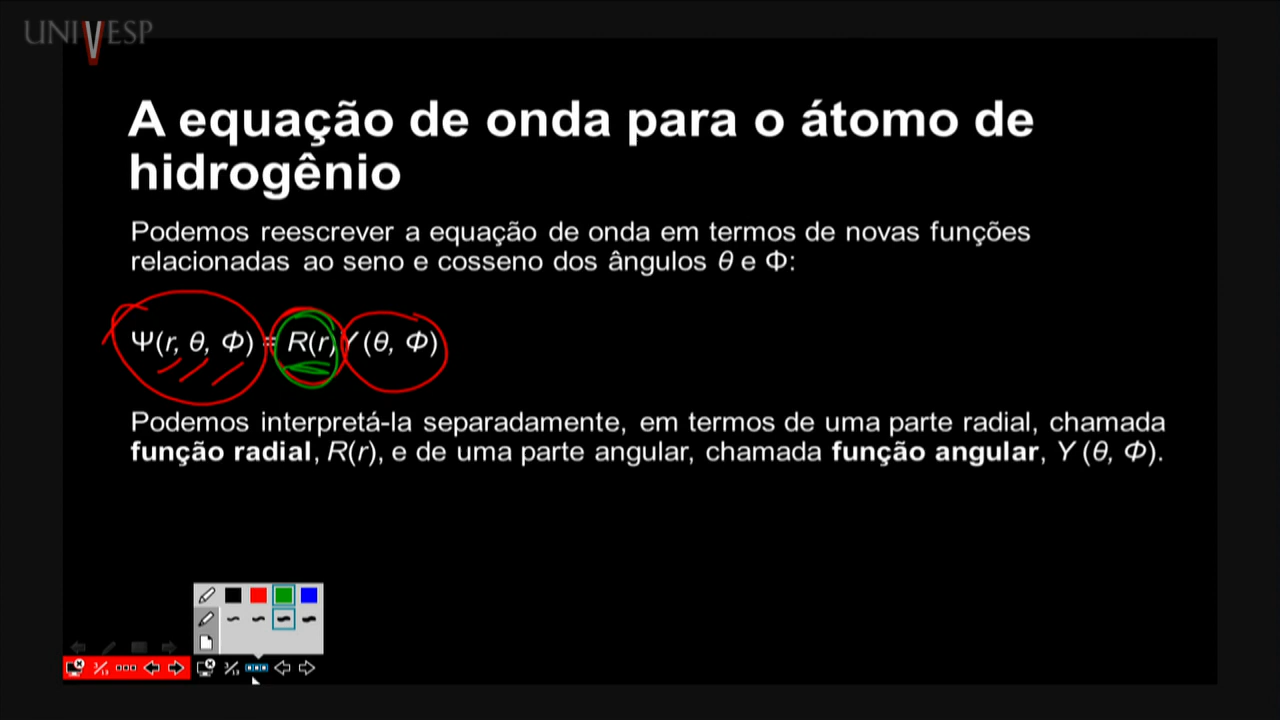 UNIVESP
A equação de onda para o átomo de
hidrogênio
Podemos reescrever a equação de onda em termos de novas funções
relacionadas ao seno e cosseno dos ângulos θ e Φ:
Ψ(r, θ, Φ) = R(r) Y (θ, Φ)
Podemos interpretá-la separadamente, em termos de uma parte radial, chamada
função radial, R(r), e de uma parte angular, chamada função angular, Y (θ, Φ).